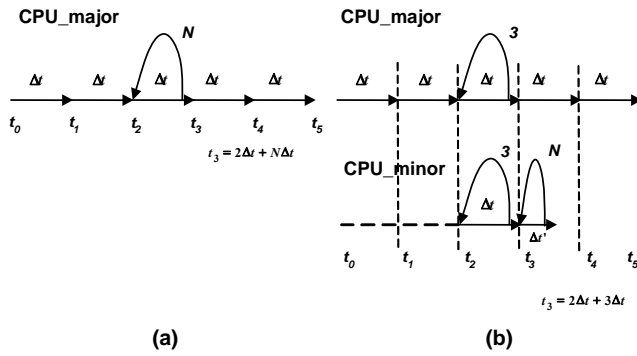 CPU_major
N
Δt Δt Δt Δt Δt
t0 t1 t2 t3 t4 t5
t3 = 2Δt + NΔt
(a)
CPU_major
3
Δt Δt Δt Δt Δt
CPU_minor
3 N
Δt Δt'
t0 t1 t2 t3 t4 t5
t3 = 2Δt + 3Δt
(b)